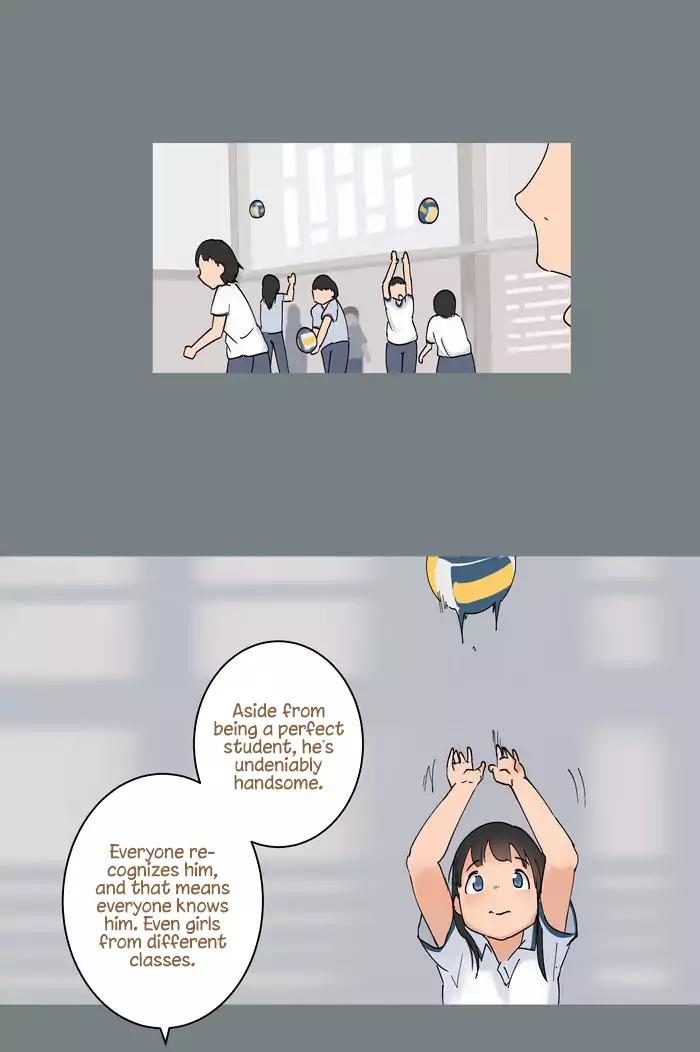 Aside from
being a perfect
student, he's
undeniably
handsome.
Everyone re-
cognizes him,
and that means
everyone knows
him. Even girls
from different
classes.